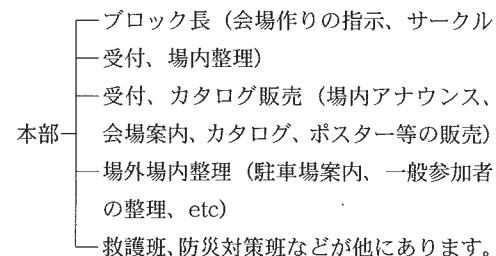 ブロック長（会場作りの指示、サークル
受付、場内整理）
受付、カタログ販売（場内アナウンス、
本部
会場案内、カタログ、ポスター等の販売）
場外場内整理（駐車場案内、一般参加者
の整理、etc）
救護班、防災対策班などが他にあります。